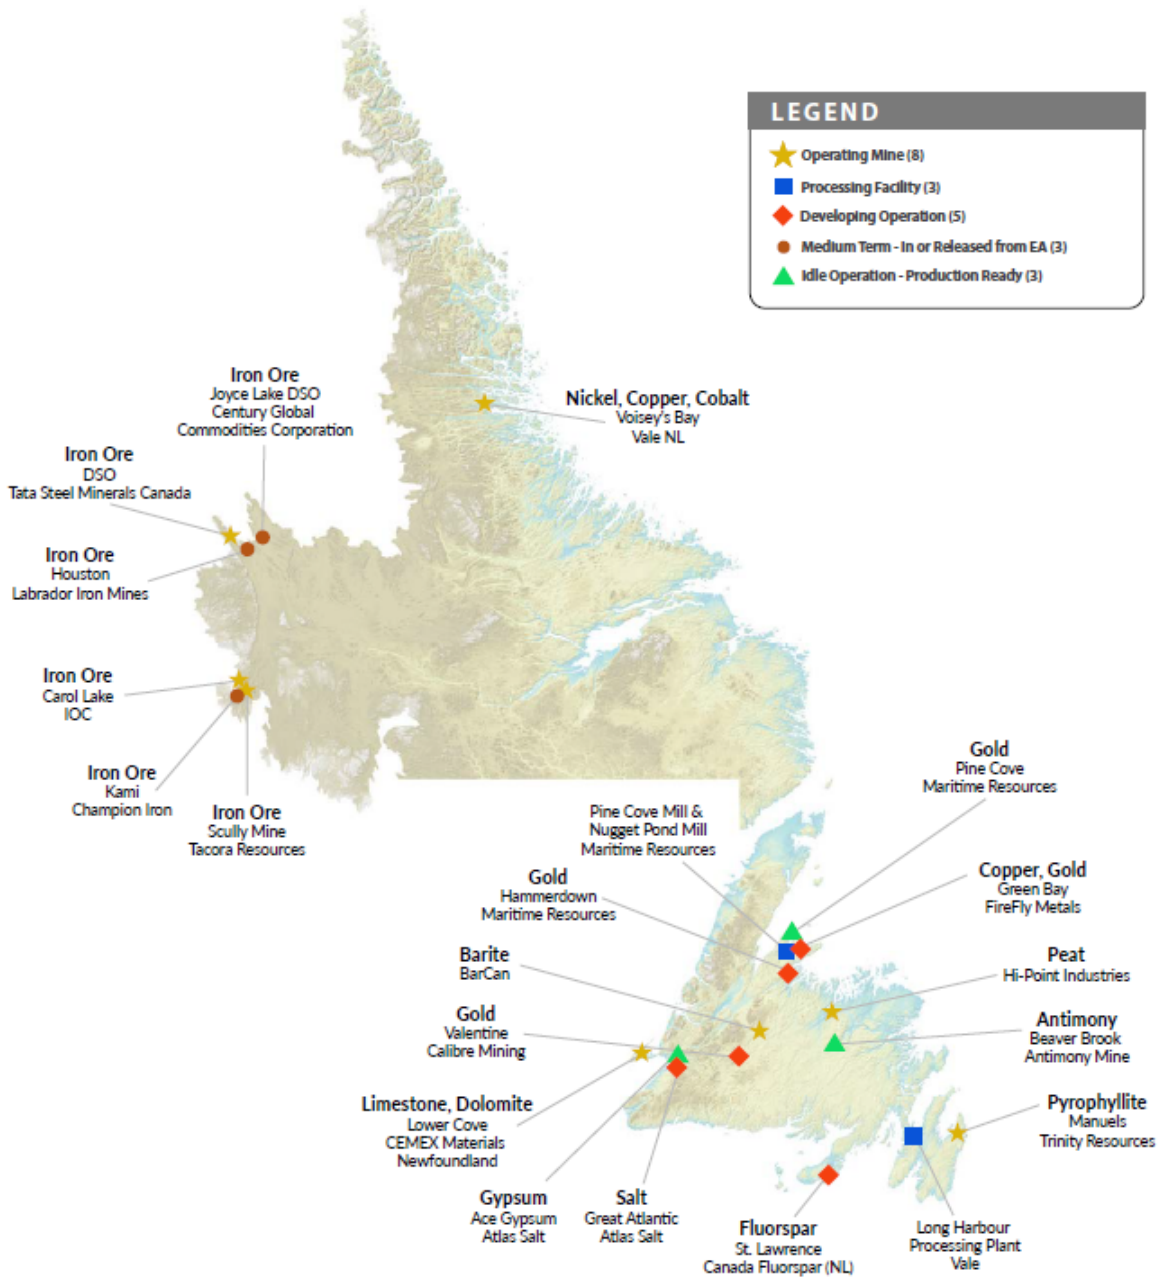 LEGEND
Operating Mine (8)
Processing Facility (3)
Developing Operation (5)
Medium Term - In or Released from EA (3)
Idle Operation - Production Ready (3)
Iron Ore
Joyce Lake DSO
Century Global
Commodities Corporation
Nickel, Copper, Cobalt
Voisey's Bay
Vale NL
Iron Ore
DSO
Tata Steel Minerals Canada
Iron Ore
Houston
Labrador Iron Mines
Iron Ore
Carol Lake
IOC
Iron Ore
Kami
Champion Iron
Iron Ore
Scully Mine
Tacora Resources
Gold
Pine Cove
Maritime Resources
Pine Cove Mill &
Nugget Pond Mill
Maritime Resources
Gold
Hammerdown
Maritime Resources
Copper, Gold
Green Bay
FireFly Metals
Barite
BarCan
Peat
Hi-Point Industries
Gold
Valentine
Calibre Mining
Antimony
Beaver Brook
Antimony Mine
Limestone, Dolomite
Lower Cove
CEMEX Materials
Newfoundland
Pyrophyllite
Manuels
Trinity Resources
Gypsum
Ace Gypsum
Atlas Salt
Salt
Great Atlantic
Atlas Salt
Fluorspar
St. Lawrence
Canada Fluorspar (NL)
Long Harbour
Processing Plant
Vale